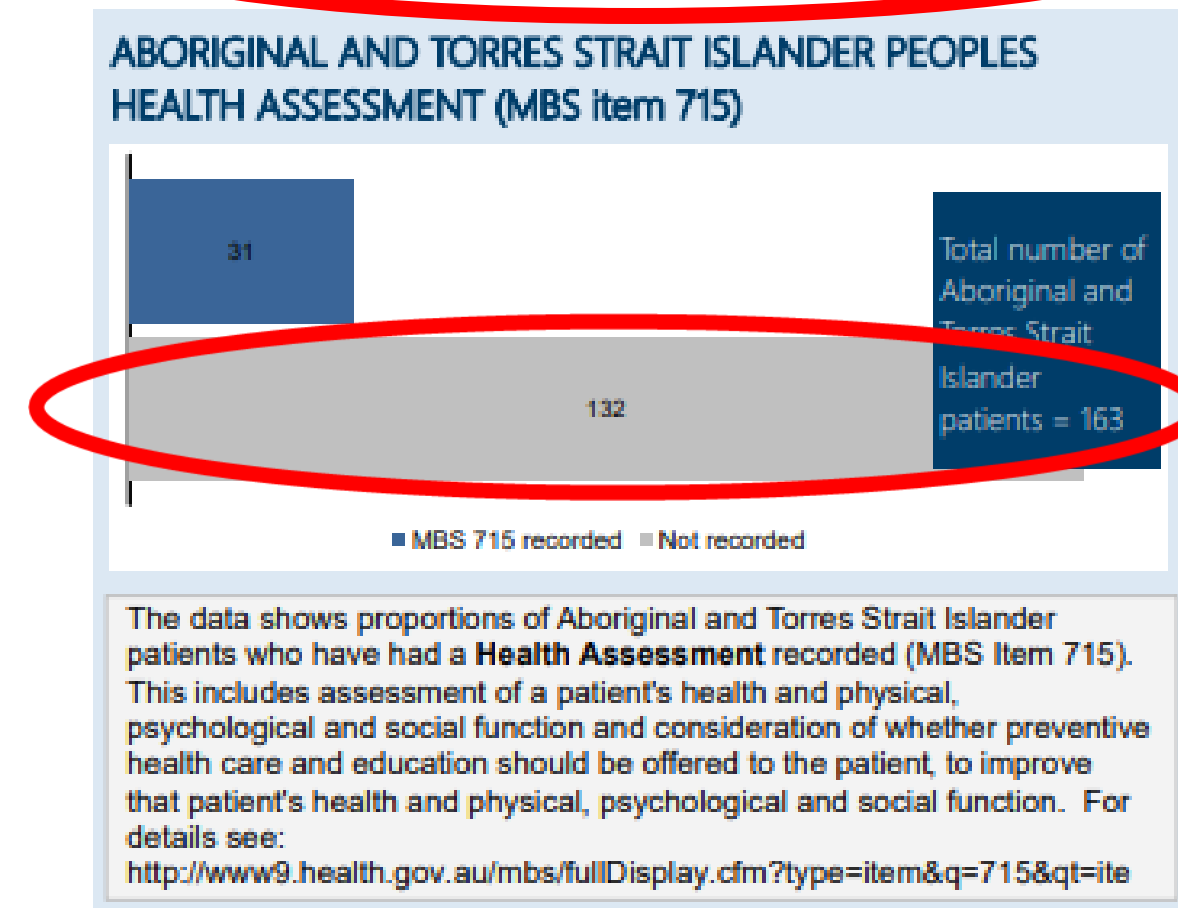 ABORIGINAL AND TORRES STRAIT ISLANDER PEOPLES
HEALTH ASSESSMENT (MBS item 715)
31
132
Total number of
Aboriginal and
Torres Strait
Islander
patients = 163
MBS 715 recorded Not recorded
The data shows proportions of Aboriginal and Torres Strait Islander
patients who have had a Health Assessment recorded (MBS Item 715).
This includes assessment of a patient's health and physical,
psychological and social function and consideration of whether preventive
health care and education should be offered to the patient, to improve
that patient's health and physical, psychological and social function. For
details see:
http://www9.health.gov.au/mbs/fullDisplay.cfm?type=item&q=715&qt=ite